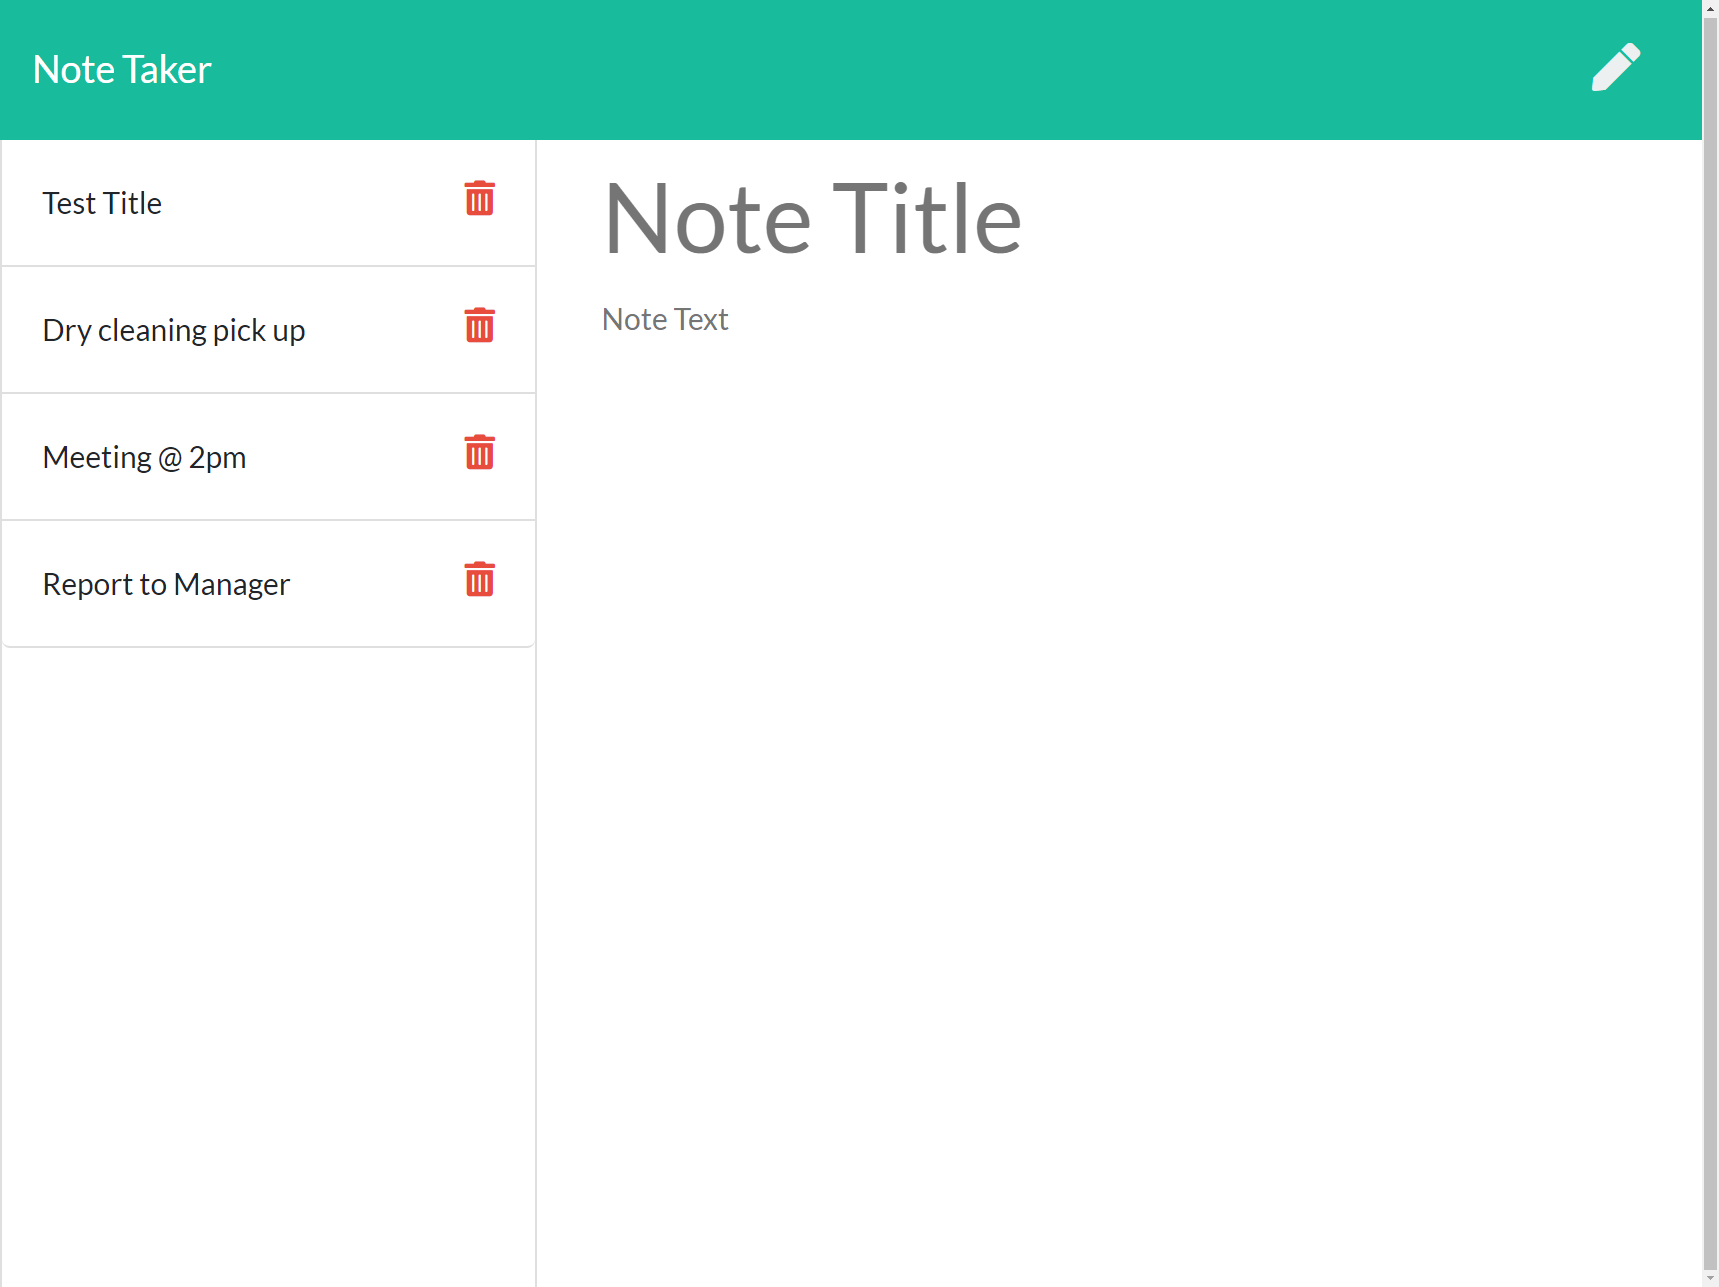 Note Taker
Test Title
Dry cleaning pick up
Meeting @ 2pm
Report to Manager
Note Title
Note Text